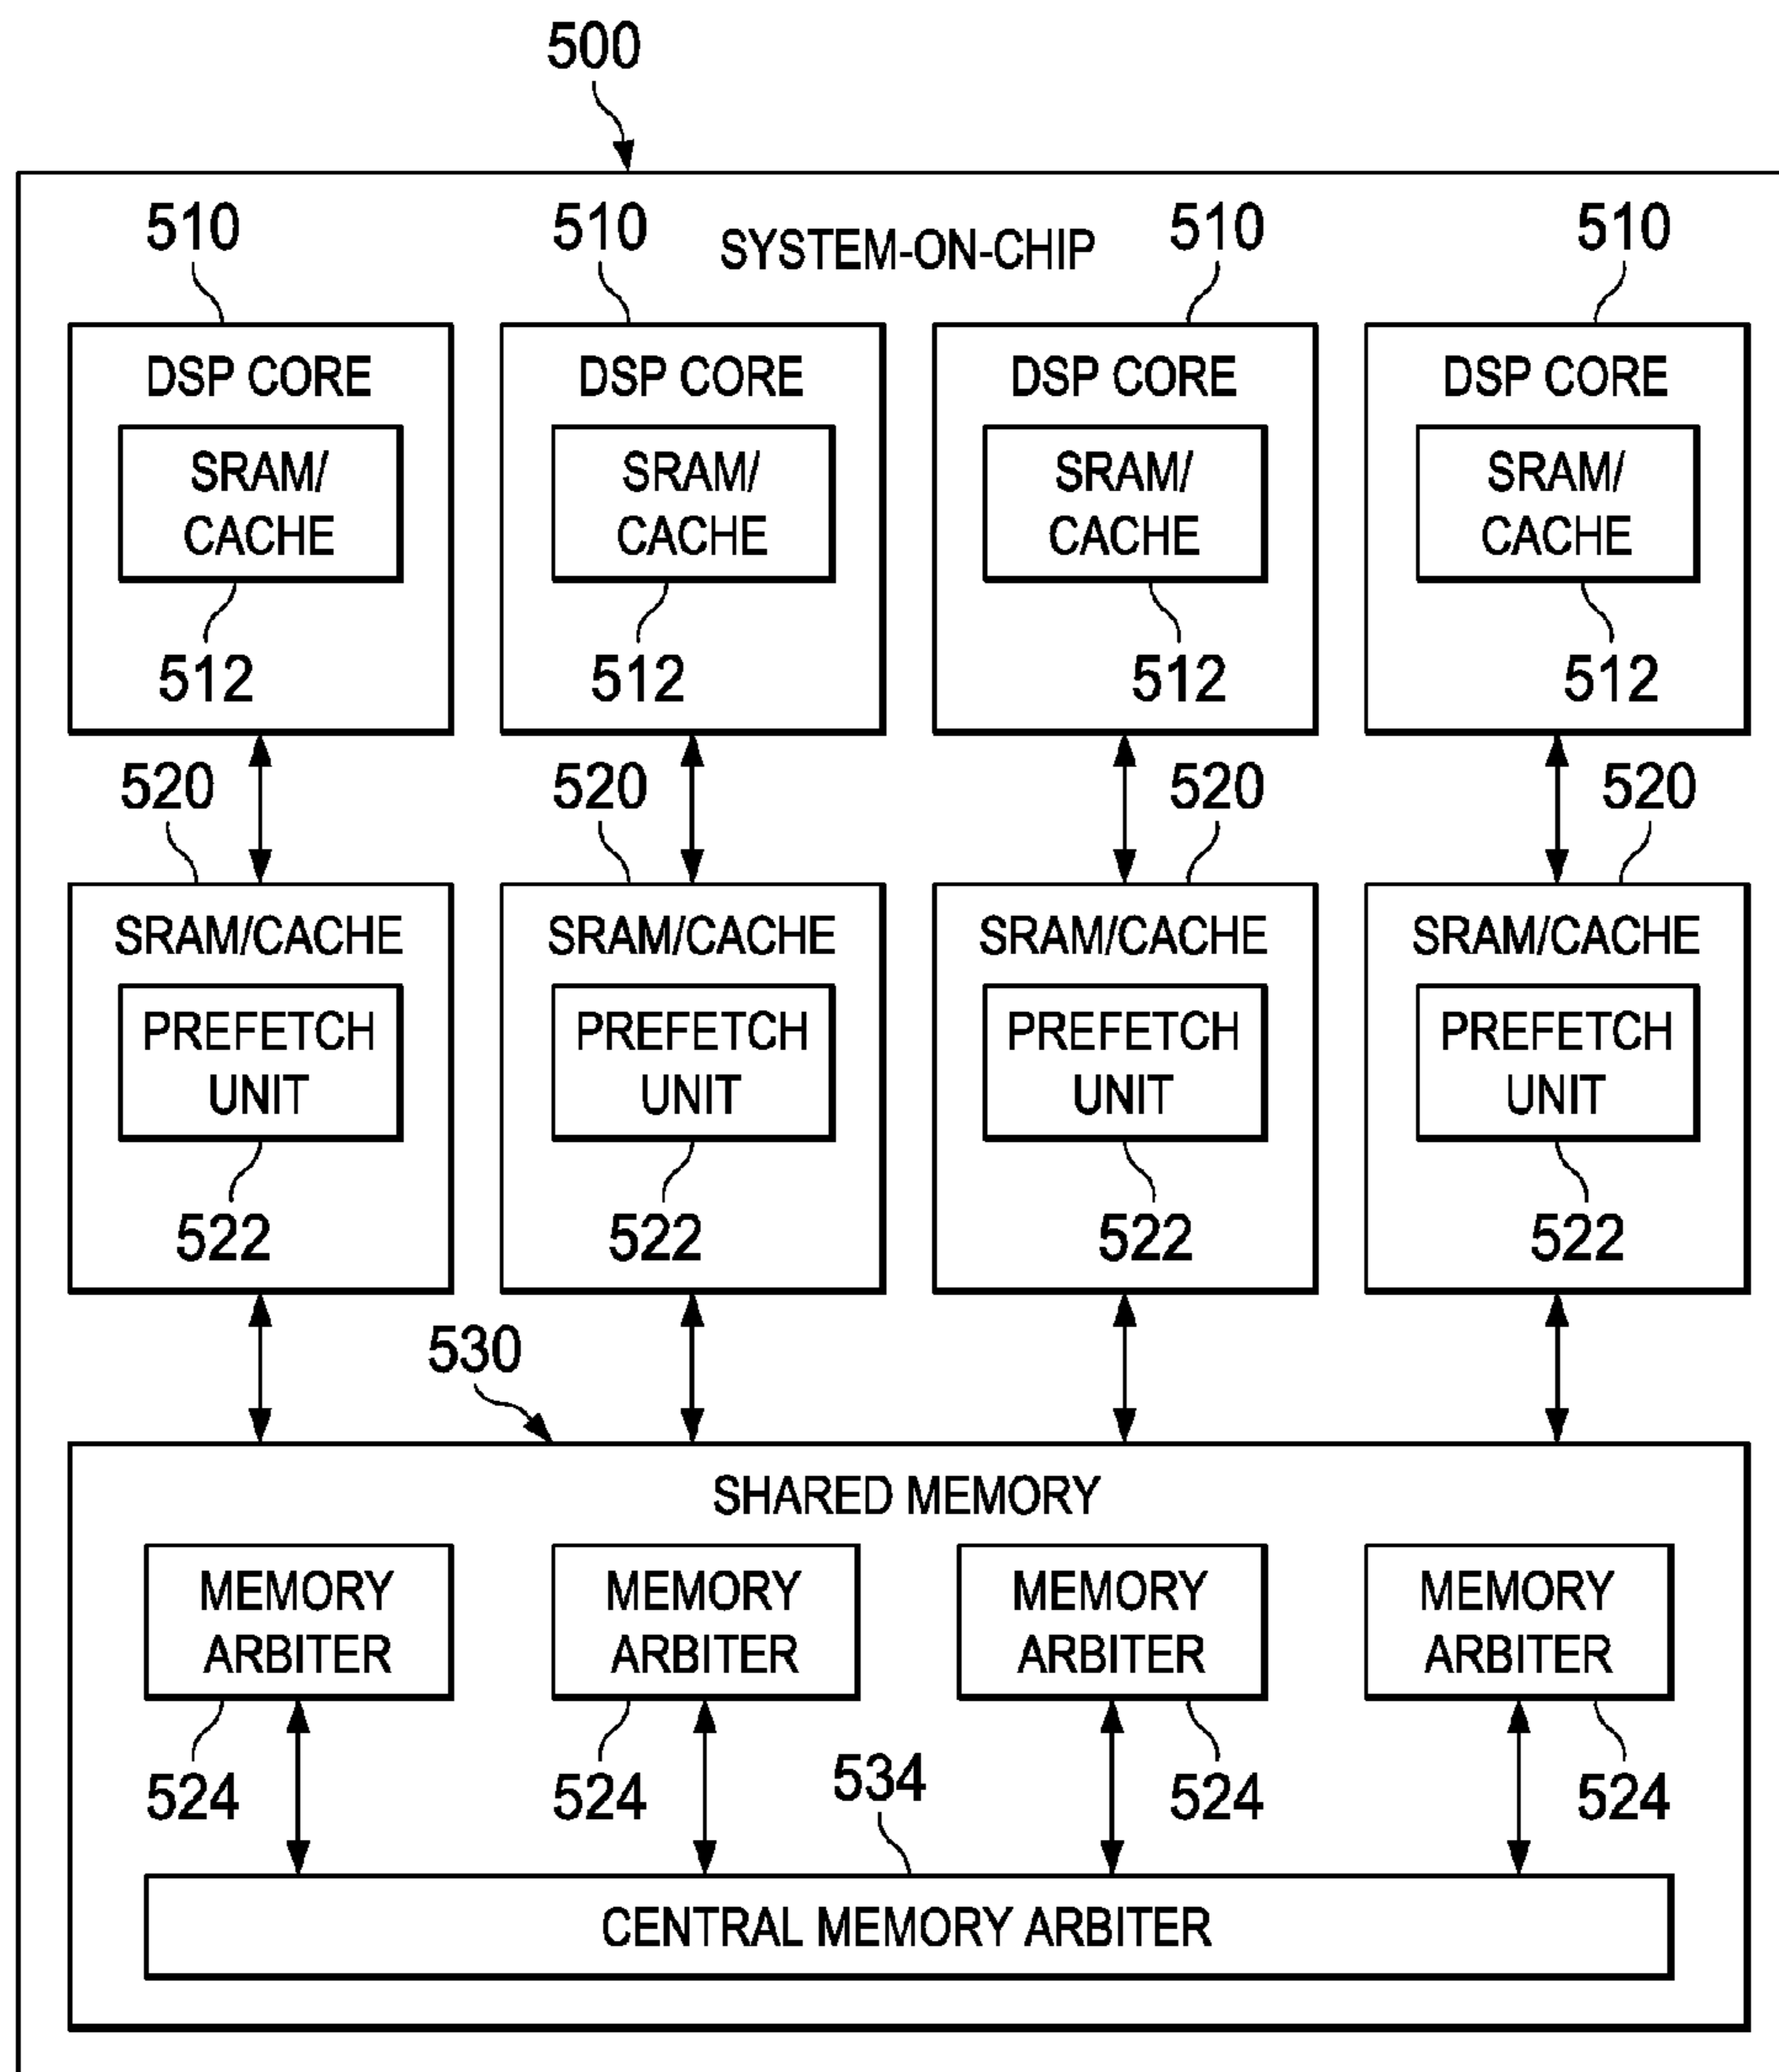 500
510
510
SYSTEM-ON-CHIP
510
510
DSP CORE
DSP CORE
DSP CORE
DSP CORE
SRAM/
CACHE
SRAM/
CACHE
SRAM/
CACHE
SRAM/
CACHE
512
512
512
512
520
520
520
520
SRAM/CACHE
SRAM/CACHE
SRAM/CACHE
SRAM/CACHE
PREFETCH
UNIT
PREFETCH
UNIT
PREFETCH
UNIT
PREFETCH
UNIT
522
522
522
522
530
SHARED MEMORY
MEMORY
ARBITER
MEMORY
ARBITER
MEMORY
ARBITER
MEMORY
ARBITER
524
524
534
524
524
CENTRAL MEMORY ARBITER